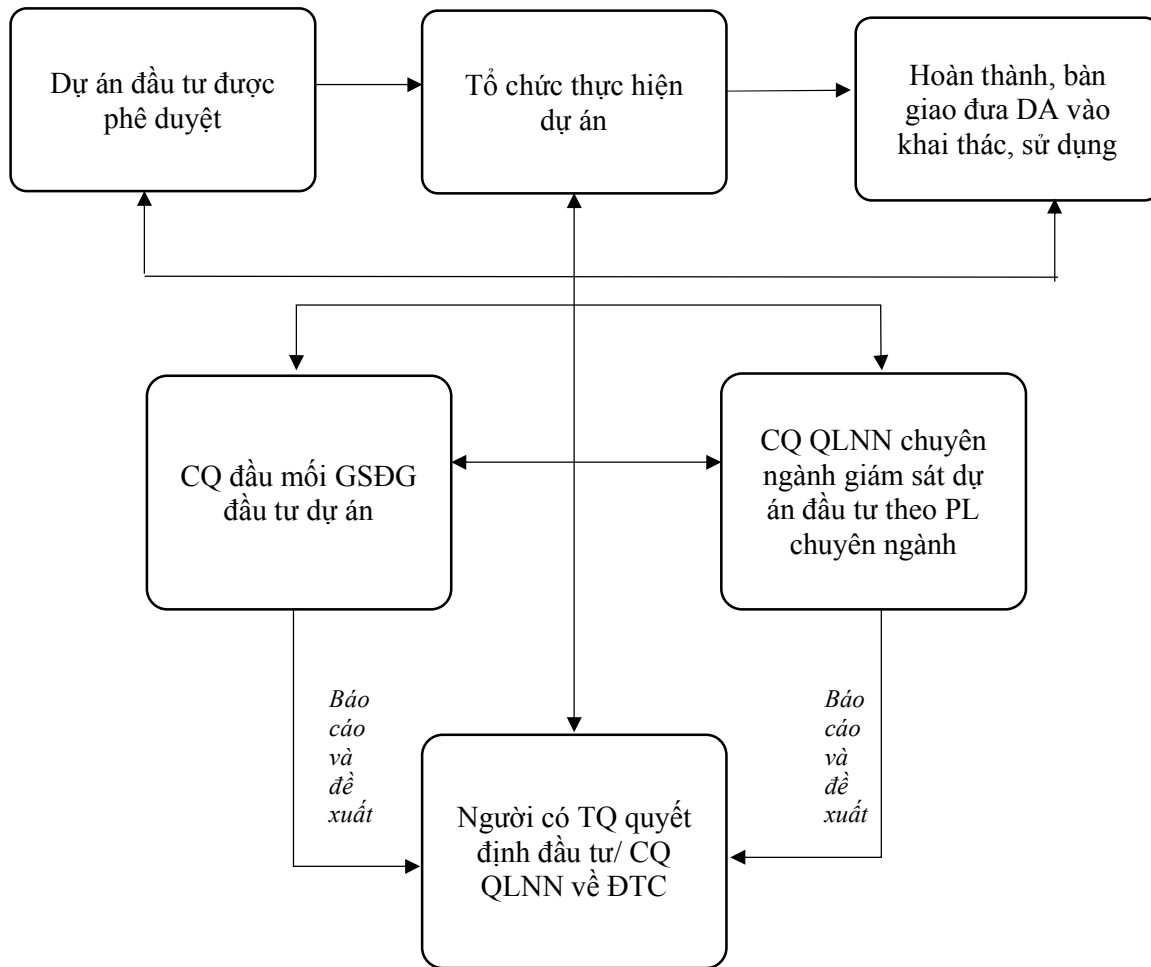 Dự án đầu tư được
phê duyệt
Tổ chức thực hiện
dự án
Hoàn thành, bàn
giao đưa DA vào
khai thác, sử dụng
CQ đầu mối GSĐG
đầu tư dự án
CQ QLNN chuyên
ngành giám sát dự
án đầu tư theo PL
chuyên ngành
Báo
cáo
và
đề
xuất
Báo
cáo
và
đề
xuất
Người có TQ quyết
định đầu tư/ CQ
QLNN về ĐTC